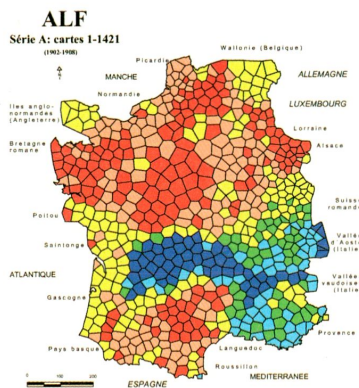 ALF
Série A: cartes 1-1421
(1902-1908)
Wallonie (Belgique)
Picardie
MANCHE
ALLEMAGNE
Normandie
LUXEMBOURG
Iles anglo-
normandes
(Angleterre)
Lorraine
Bretagne
romane
Alsace
Suisse
romande
Poitou
Vallée
d'Aoste
(Italie
Saintonge
ATLANTIQUE
Vallée
vaudoise
(Italie
Gascogne
Provence
Pays basque
Languedoc
Roussillon
MEDITERRANEE
ESPAGNE
0 100 200